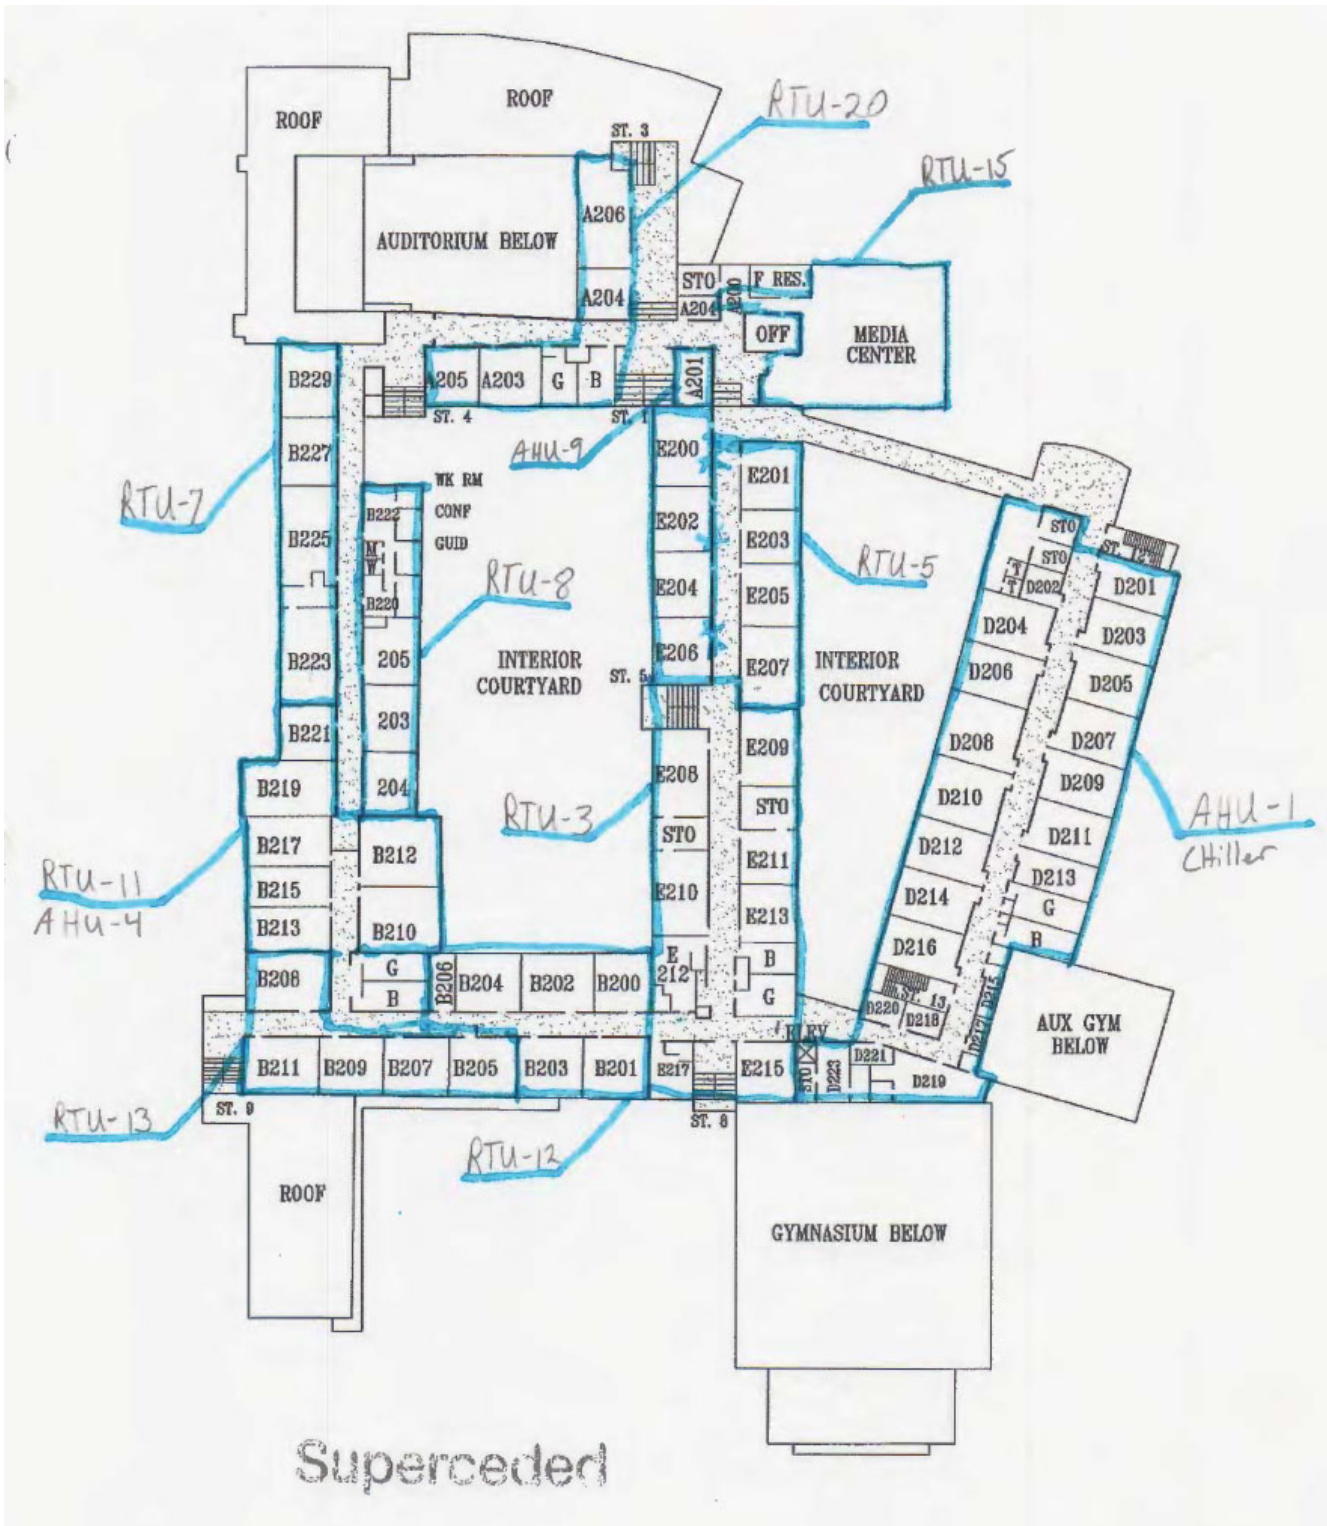 ROOF
ROOF
RTU-20
ST. 3
RTU-15
A206
AUDITORIUM BELOW
STO
F RES.
A200
A204
A204
OFF
MEDIA
CENTER
B229
A205
A203
G
B
A201
ST. 4
ST. 1
AHU-9
E200
B227
WK RM
E201
RTU-7
B222
CONF
E202
STO
GUID
E203
ST. 12
B225
M
W
STO
T
T
D202
D201
RTU-5
RTU-8
E204
E205
B220
D204
D203
B223
205
INTERIOR
COURTYARD
ST. 5
E206
E207
INTERIOR
COURTYARD
D206
D205
B221
203
E209
D208
D207
B219
204
E208
D209
RTU-3
STO
D210
AHU-1
CHiller
B217
B212
STO
E211
D212
D211
RTU-11
AHU-4
B215
E210
D214
D213
B213
B210
E213
G
D216
B
B208
G
B206
B204
B202
B200
E
212
B
B
G
ST. 13
D215
D220
D218
D217
AUX GYM
BELOW
ELEV
B211
B209
B207
B205
B203
B201
E217
E215
STO
D223
D221
D219
ST. 9
RTU-13
ST. 8
RTU-12
ROOF
GYMNASIUM BELOW
Superceded